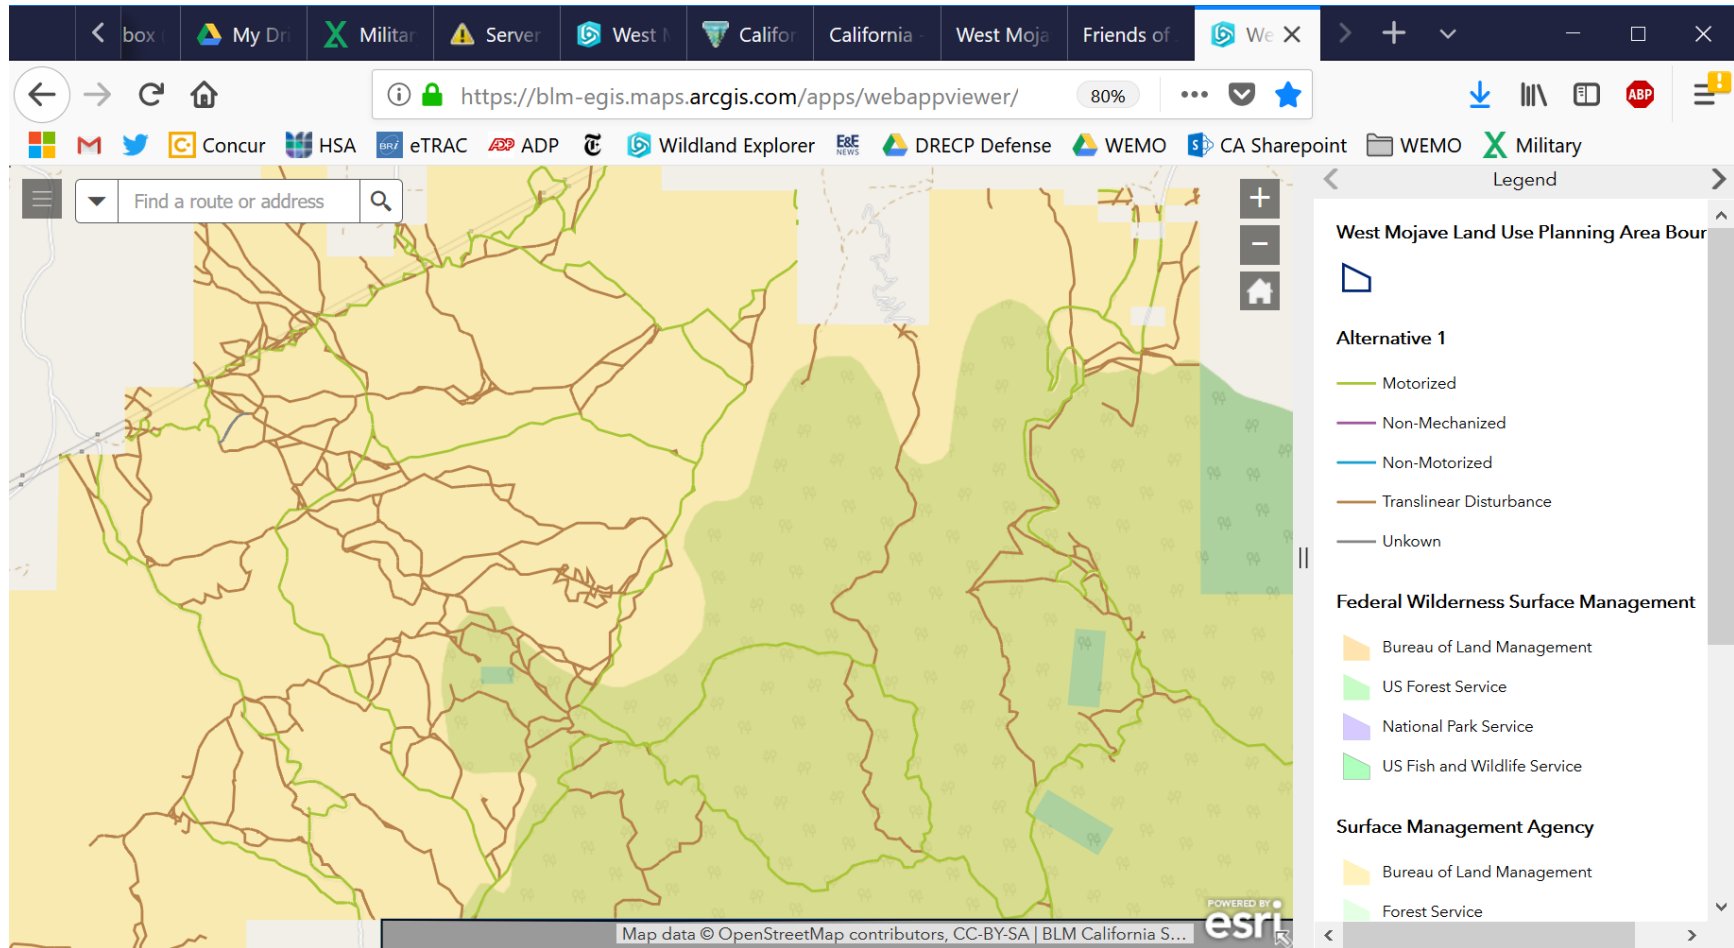 box
My Dri
Militar
Server
West M
Califor
California -
West Moja
Friends of
We
https://blm-egis.maps.arcgis.com/apps/webappviewer/
80%
ABP
Concur
HSA
BRi
eTRAC
ADP
ADP
Wildland Explorer
E&E
NEWS
DRECP Defense
WEMO
CA Sharepoint
WEMO
Military
Find a route or address
Legend
West Mojave Land Use Planning Area Bour
Alternative 1
Motorized
Non-Mechanized
Non-Motorized
Translinear Disturbance
Unkown
Federal Wilderness Surface Management
Bureau of Land Management
US Forest Service
National Park Service
US Fish and Wildlife Service
Surface Management Agency
Bureau of Land Management
Forest Service
POWERED BY
esri
Map data © OpenStreetMap contributors, CC-BY-SA | BLM California S...